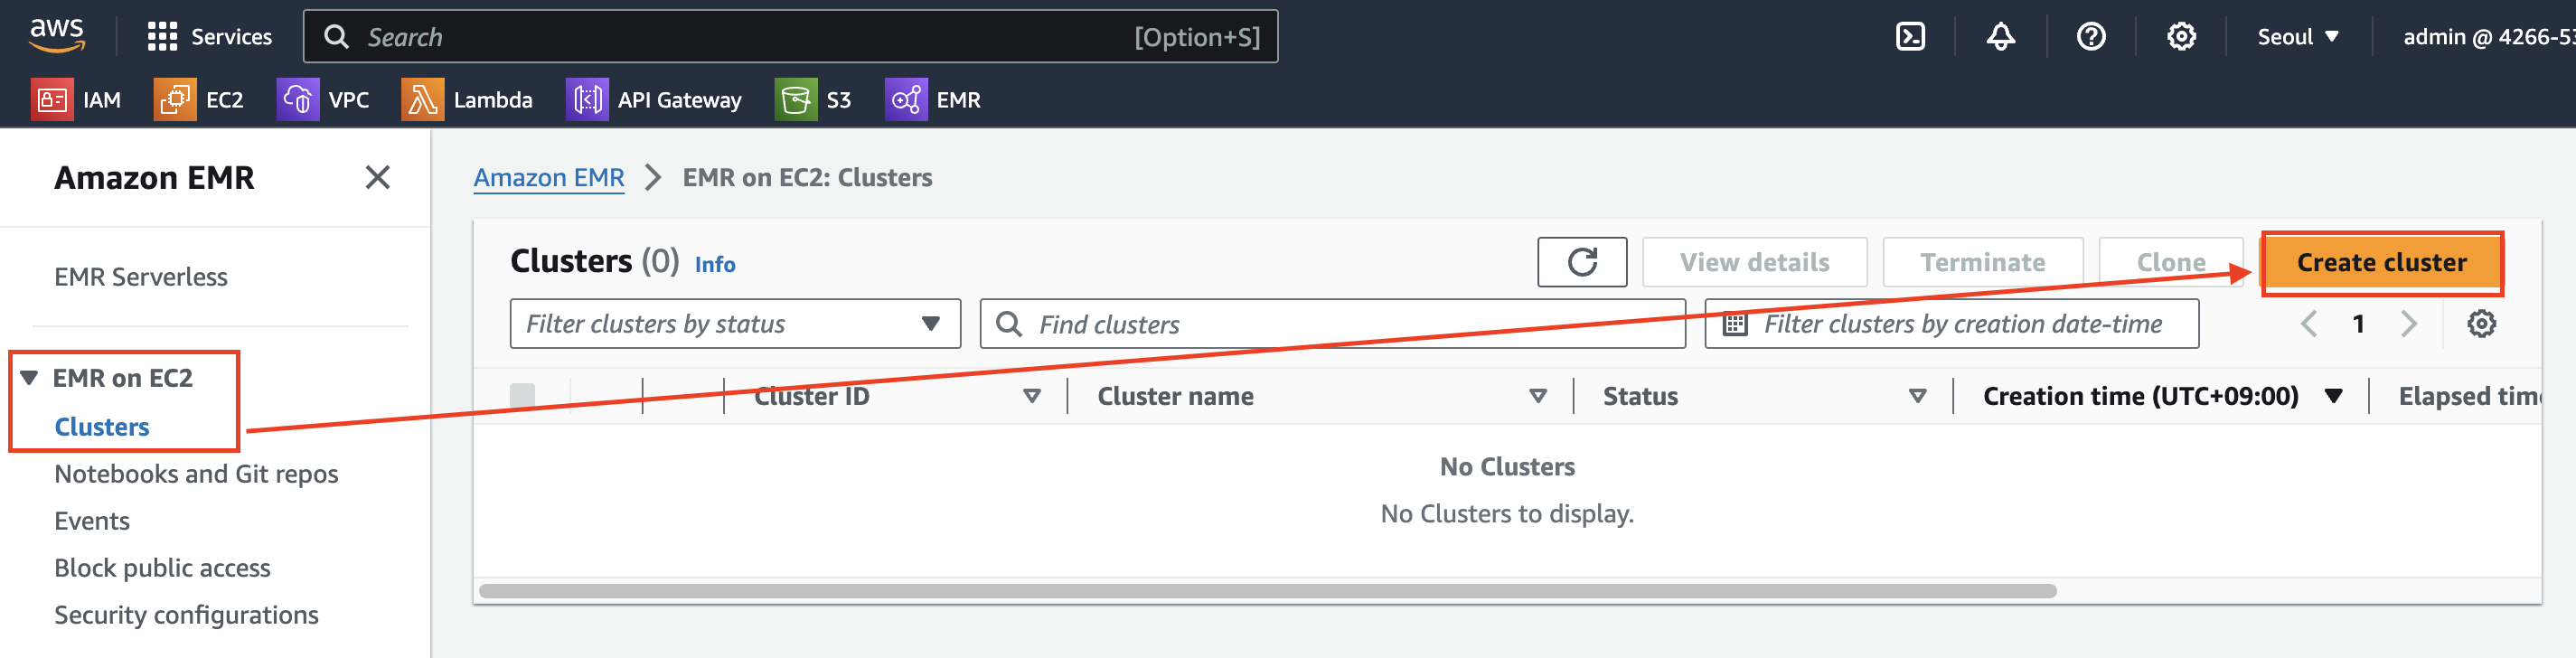 aws Services Search [Option+S] Seoul admin @ 4266-53
IAM EC2 VPC Lambda API Gateway S3 EMR
Amazon EMR
EMR Serverless
EMR on EC2
Clusters
Notebooks and Git repos
Events
Block public access
Security configurations
Amazon EMR EMR on EC2: Clusters
Clusters (0) Info View details Terminate Clone Create cluster
Filter clusters by status Find clusters Filter clusters by creation date-time 1
Cluster ID Cluster name Status Creation time (UTC+09:00) Elapsed time
No Clusters
No Clusters to display.